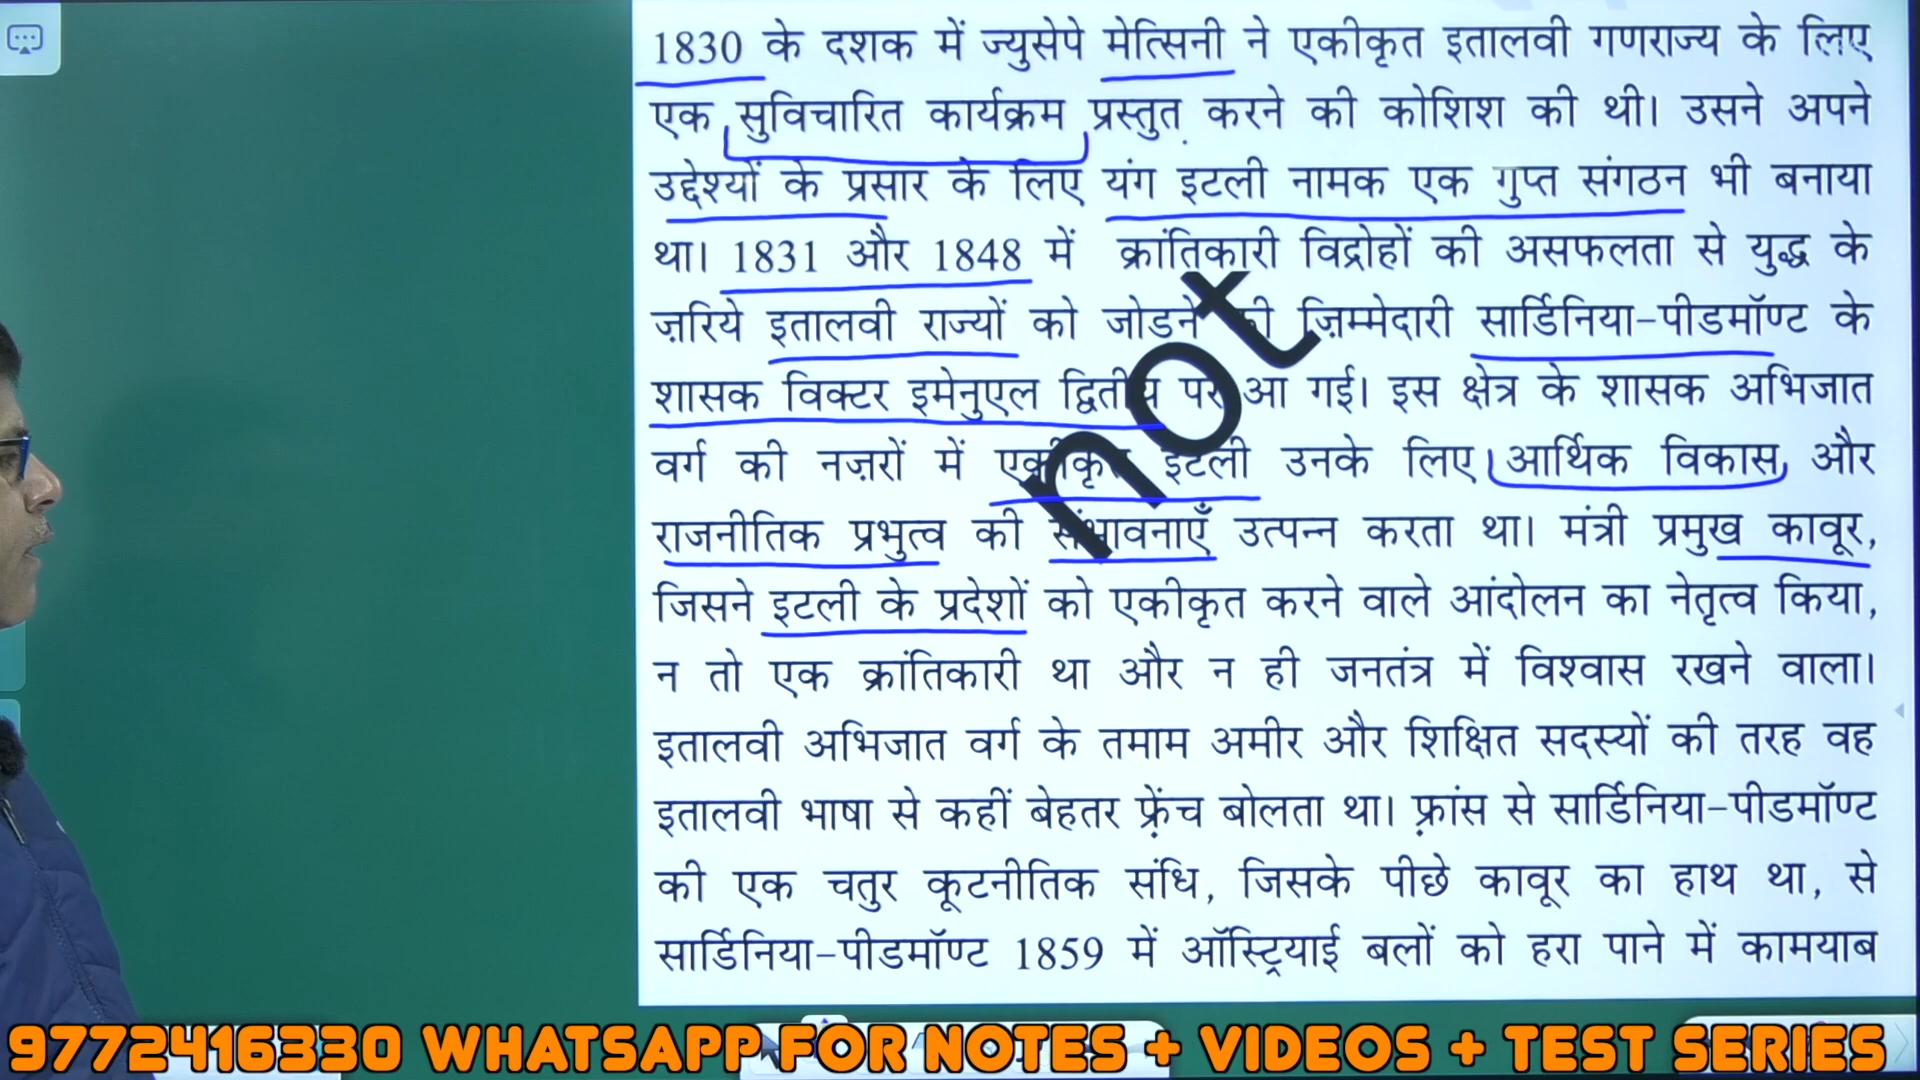 1830 के दशक में ज्युसेपे मेत्सिनी ने एकीकृत इतालवी गणराज्य के लिए
एक सुविचारित कार्यक्रम प्रस्तुत करने की कोशिश की थी। उसने अपने
उद्देश्यों के प्रसार के लिए यंग इटली नामक एक गुप्त संगठन भी बनाया
था। 1831 और 1848 में क्रांतिकारी विद्रोहों की असफलता से युद्ध के
ज़रिये इतालवी राज्यों को जोड़ने की ज़िम्मेदारी सार्डिनिया-पीडमॉण्ट के
शासक विक्टर इमेनुएल द्वितीय पर आ गई। इस क्षेत्र के शासक अभिजात
वर्ग की नज़रों में एकीकृत इटली उनके लिए आर्थिक विकास और
राजनीतिक प्रभुत्व की संभावनाएँ उत्पन्न करता था। मंत्री प्रमुख कावूर,
जिसने इटली के प्रदेशों को एकीकृत करने वाले आंदोलन का नेतृत्व किया,
न तो एक क्रांतिकारी था और न ही जनतंत्र में विश्वास रखने वाला।
इतालवी अभिजात वर्ग के तमाम अमीर और शिक्षित सदस्यों की तरह वह
इतालवी भाषा से कहीं बेहतर फ़्रेंच बोलता था। फ़्रांस से सार्डिनिया-पीडमॉण्ट
की एक चतुर कूटनीतिक संधि, जिसके पीछे कावूर का हाथ था, से
सार्डिनिया-पीडमॉण्ट 1859 में ऑस्ट्रियाई बलों को हरा पाने में कामयाब
not
9772416330 WHATSAPP FOR NOTES + VIDEOS + TEST SERIES